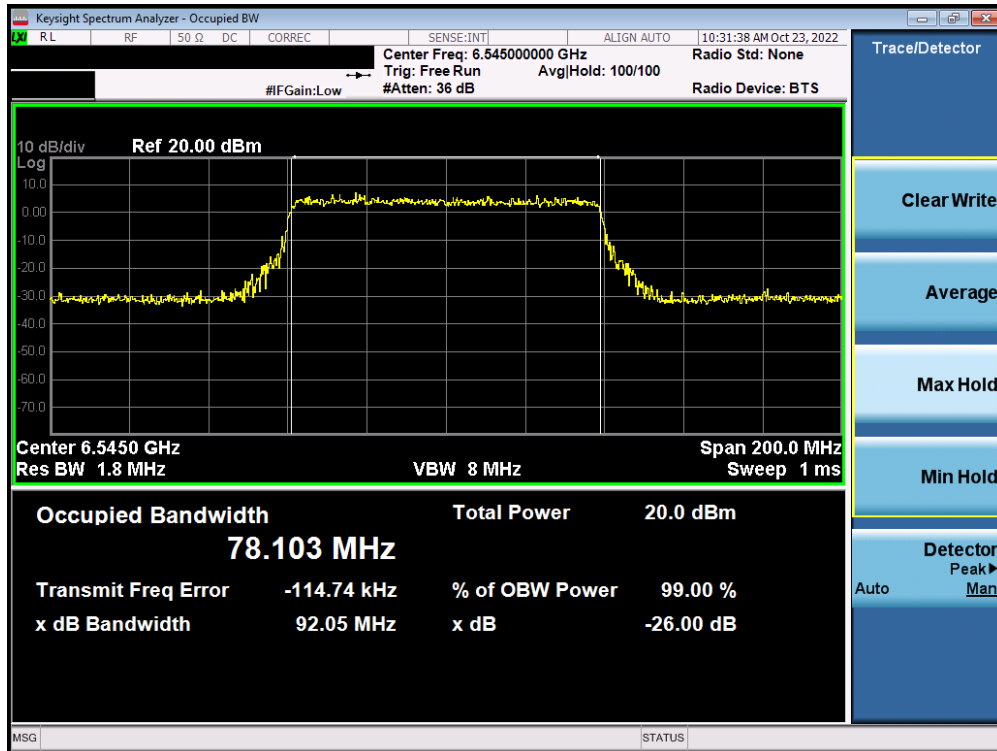 Keysight Spectrum Analyzer - Occupied BW
LXI RL RF 50 Ω DC CORREC SENSE:INT ALIGN AUTO 10:31:38 AM Oct 23, 2022
Center Freq: 6.545000000 GHz Radio Std: None
Trig: Free Run Avg|Hold: 100/100
#IFGain:Low #Atten: 36 dB Radio Device: BTS
Trace/Detector
10 dB/div Ref 20.00 dBm
Log
10.0
0.00
-10.0
-20.0
-30.0
-40.0
-50.0
-60.0
-70.0
Center 6.5450 GHz Span 200.0 MHz
Res BW 1.8 MHz VBW 8 MHz Sweep 1 ms
Occupied Bandwidth Total Power 20.0 dBm
78.103 MHz
Transmit Freq Error -114.74 kHz % of OBW Power 99.00 %
x dB Bandwidth 92.05 MHz x dB -26.00 dB
Clear Write
Average
Max Hold
Min Hold
Detector
Peak▶
Auto Man
MSG STATUS